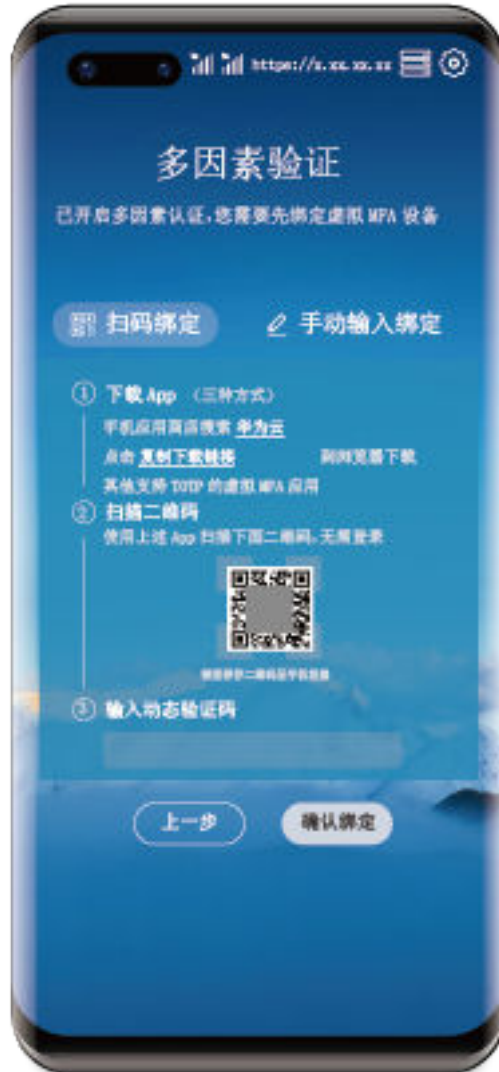 https://x.xx.xx.xx
多因素验证
已开启多因素认证,您需要先绑定虚拟 MFA 设备
扫码绑定 手动输入绑定
① 下载 App (三种方式)
手机应用商店搜索 华为云
点击 复制下载链接 到浏览器下载
其他支持 TOTP 的虚拟 MFA 应用
② 扫描二维码
使用上述 App 扫描下面二维码,无需登录
③ 输入动态验证码
上一步 确认绑定